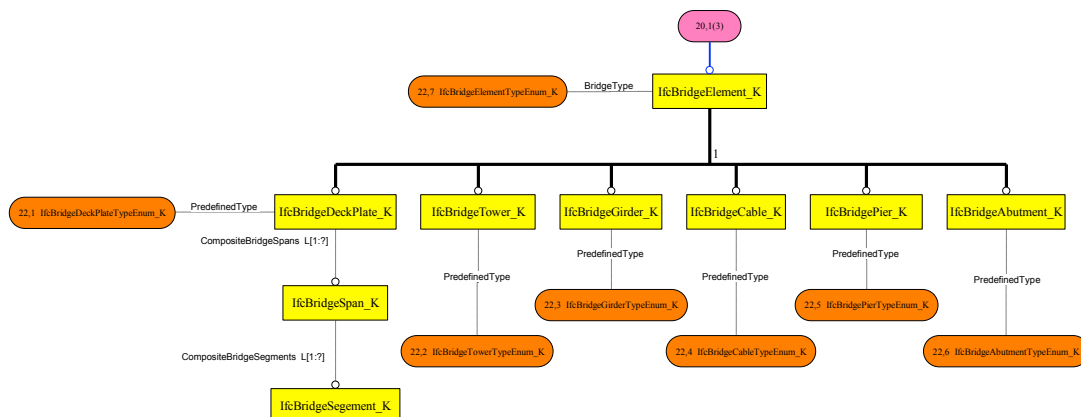 20,1(3)
BridgeType
22,7 IfcBridgeElementTypeEnum_K
IfcBridgeElement_K
1
PredefinedType
22,1 IfcBridgeDeckPlateTypeEnum_K
IfcBridgeDeckPlate_K
IfcBridgeTower_K
IfcBridgeGirder_K
IfcBridgeCable_K
IfcBridgePier_K
IfcBridgeAbutment_K
CompositeBridgeSpans L[1:?]
PredefinedType
PredefinedType
PredefinedType
PredefinedType
PredefinedType
IfcBridgeSpan_K
22,3 IfcBridgeGirderTypeEnum_K
22,5 IfcBridgePierTypeEnum_K
CompositeBridgeSegments L[1:?]
22,2 IfcBridgeTowerTypeEnum_K
22,4 IfcBridgeCableTypeEnum_K
22,6 IfcBridgeAbutmentTypeEnum_K
IfcBridgeSegement_K